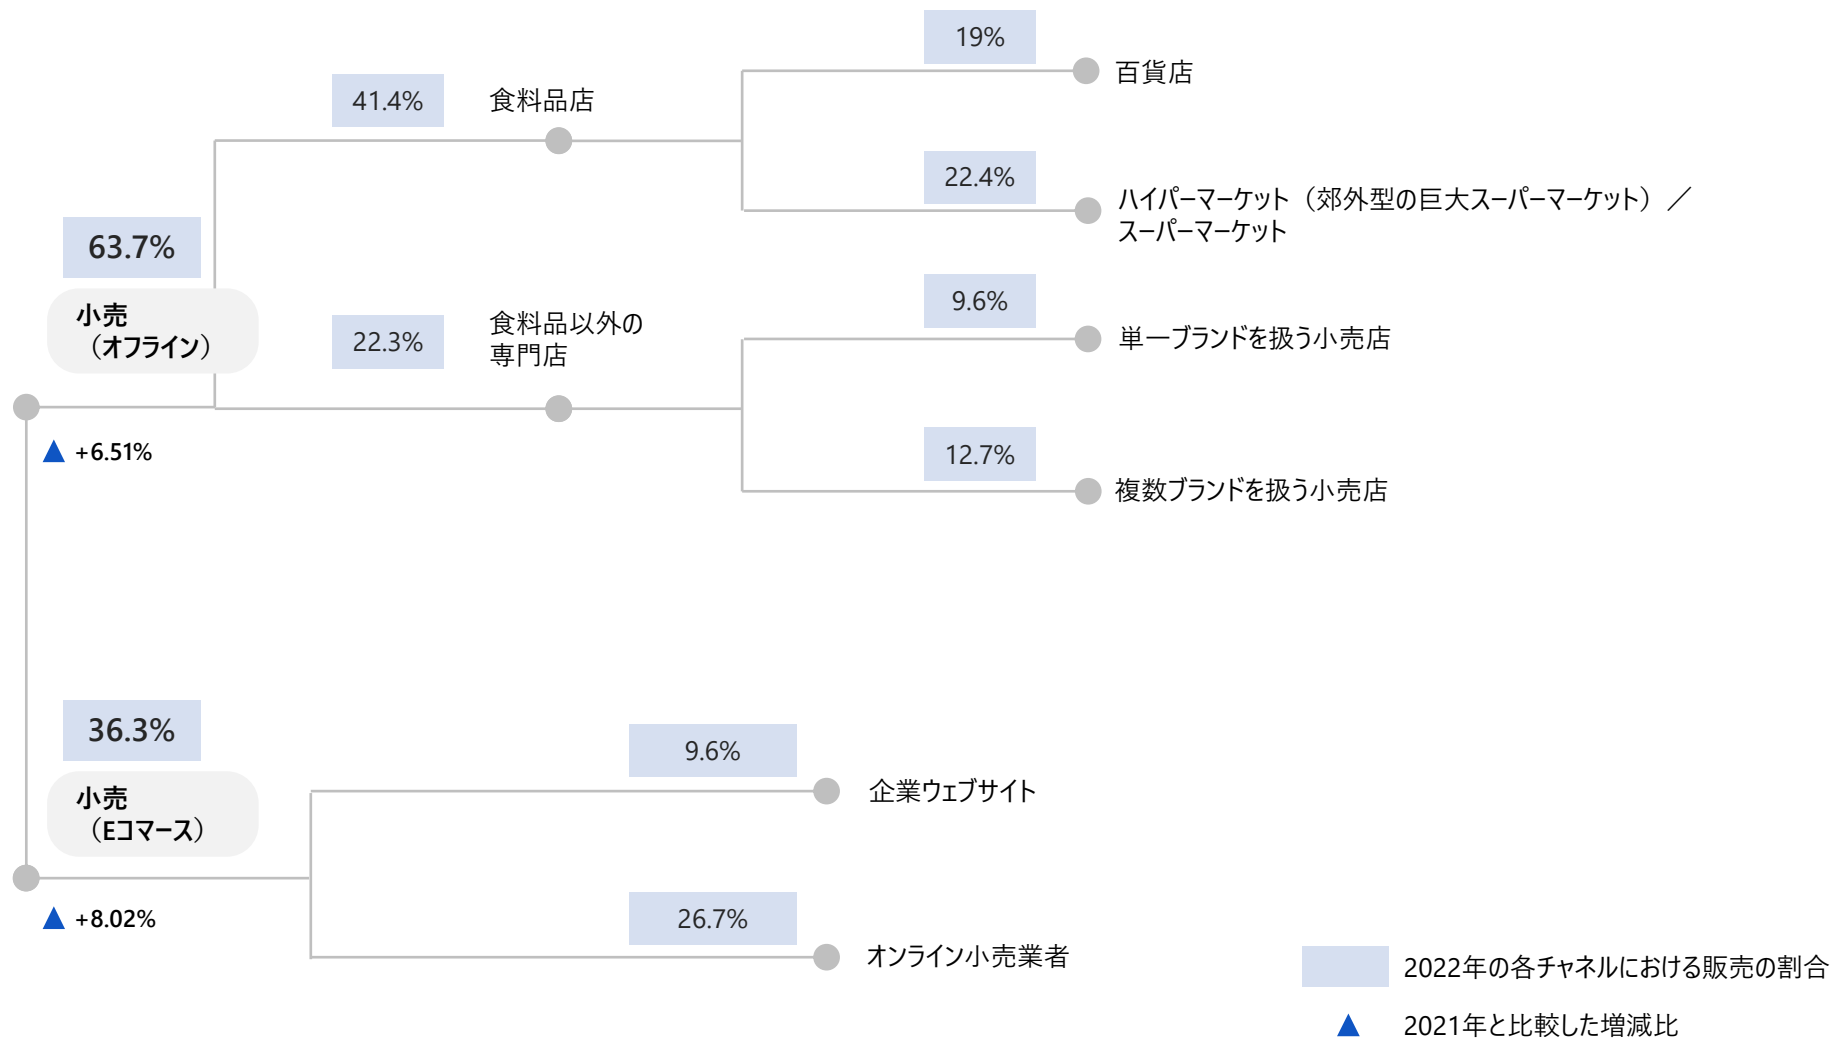 19%
百貨店
41.4%
食料品店
22.4%
ハイパーマーケット（郊外型の巨大スーパーマーケット）／
スーパーマーケット
63.7%
小売
（オフライン）
22.3%
食料品以外の
専門店
9.6%
単一ブランドを扱う小売店
▲ +6.51%
12.7%
複数ブランドを扱う小売店
36.3%
小売
（Eコマース）
9.6%
企業ウェブサイト
▲ +8.02%
26.7%
オンライン小売業者
2022年の各チャネルにおける販売の割合
▲ 2021年と比較した増減比